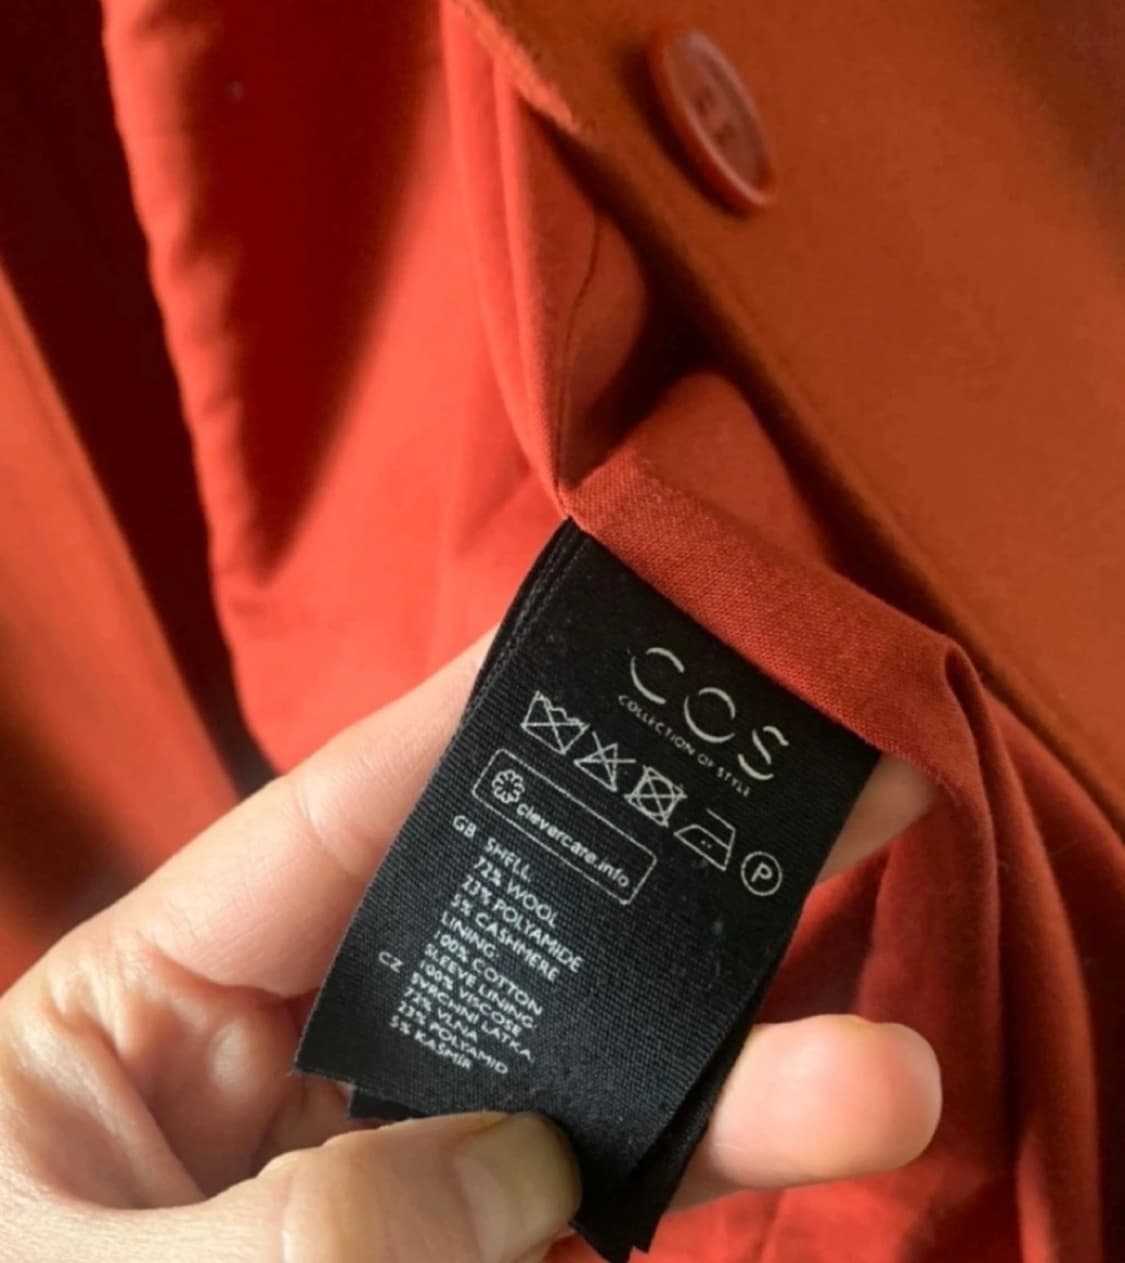 COS
COLLECTION OF STYLE
clevercare.info
P
GB SHELL
72% WOOL
23% POLYAMIDE
5% CASHMERE
LINING
100% COTTON
SLEEVE LINING
100% VISCOSE
CZ SVRCHNÍ LÁTKA
72% VLNA
23% POLYAMID
5% KAŠMÍR